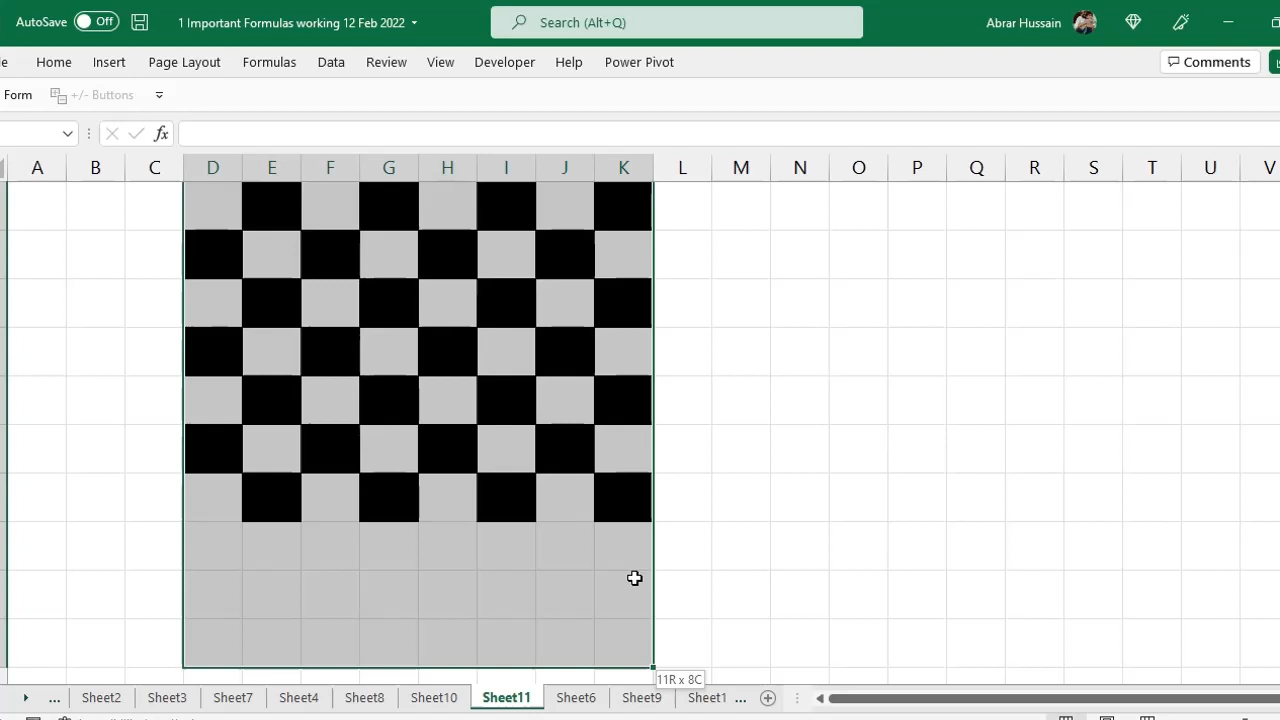 AutoSave Off 1 Important Formulas working 12 Feb 2022 Search (Alt+Q) Abrar Hussain
Home Insert Page Layout Formulas Data Review View Developer Help Power Pivot Comments
Form +/- Buttons
fx
A B C D E F G H I J K L M N O P Q R S T U V
11R x 8C
... Sheet2 Sheet3 Sheet7 Sheet4 Sheet8 Sheet10 Sheet11 Sheet6 Sheet9 Sheet1 ...